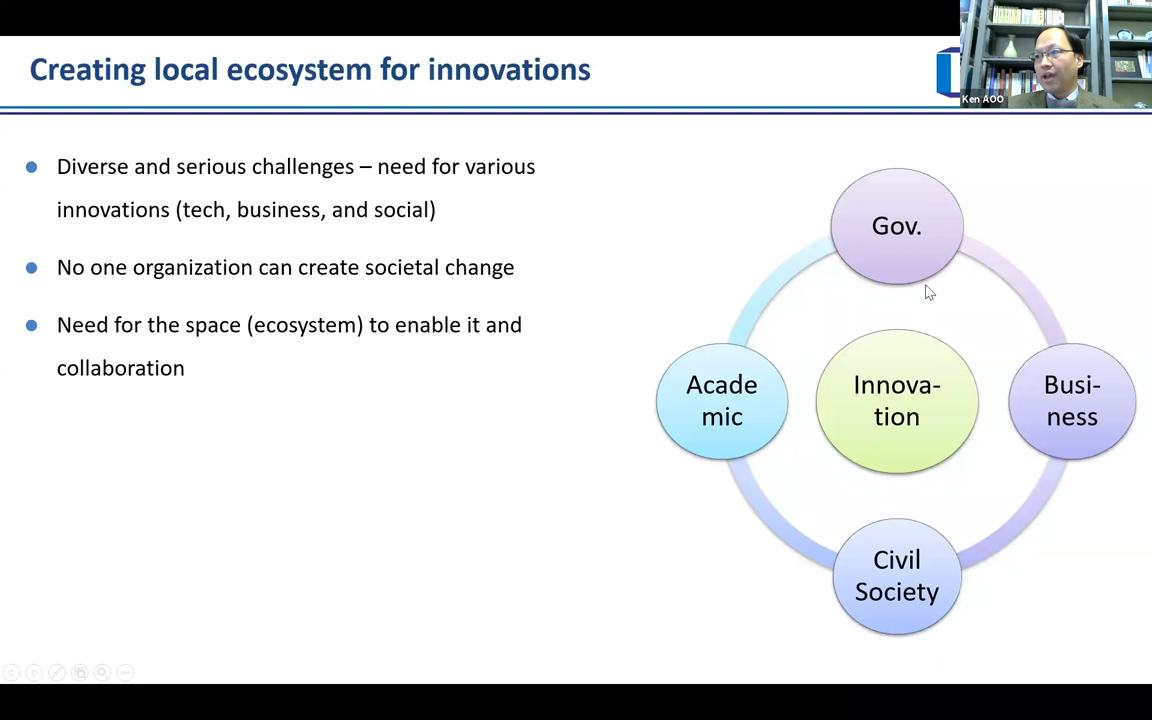 Creating local ecosystem for innovations
Ken AOO
Diverse and serious challenges – need for various
innovations (tech, business, and social)
No one organization can create societal change
Need for the space (ecosystem) to enable it and
collaboration
Gov.
Acade
mic
Innova-
tion
Busi-
ness
Civil
Society